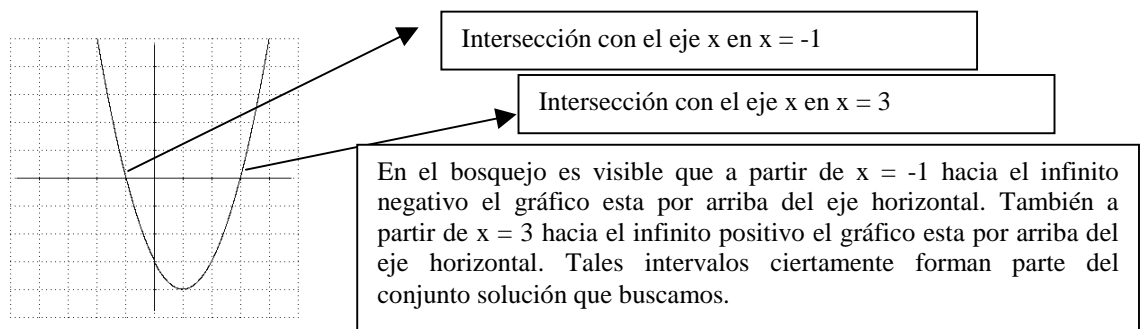 Intersección con el eje x en x = -1
Intersección con el eje x en x = 3
En el bosquejo es visible que a partir de x = -1 hacia el infinito
negativo el gráfico esta por arriba del eje horizontal. También a
partir de x = 3 hacia el infinito positivo el gráfico esta por arriba del
eje horizontal. Tales intervalos ciertamente forman parte del
conjunto solución que buscamos.